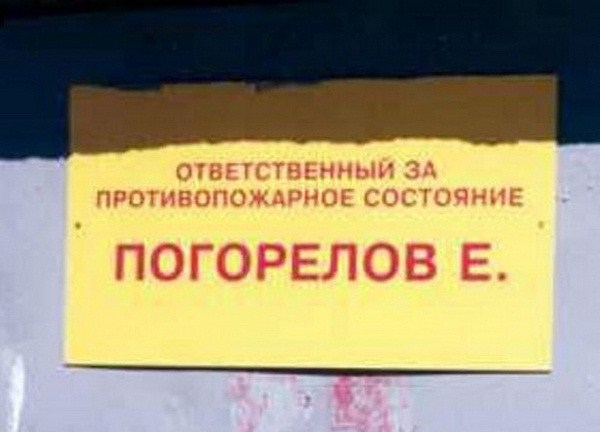 ОТВЕТСТВЕННЫЙ ЗА
ПРОТИВОПОЖАРНОЕ СОСТОЯНИЕ
ПОГОРЕЛОВ Е.